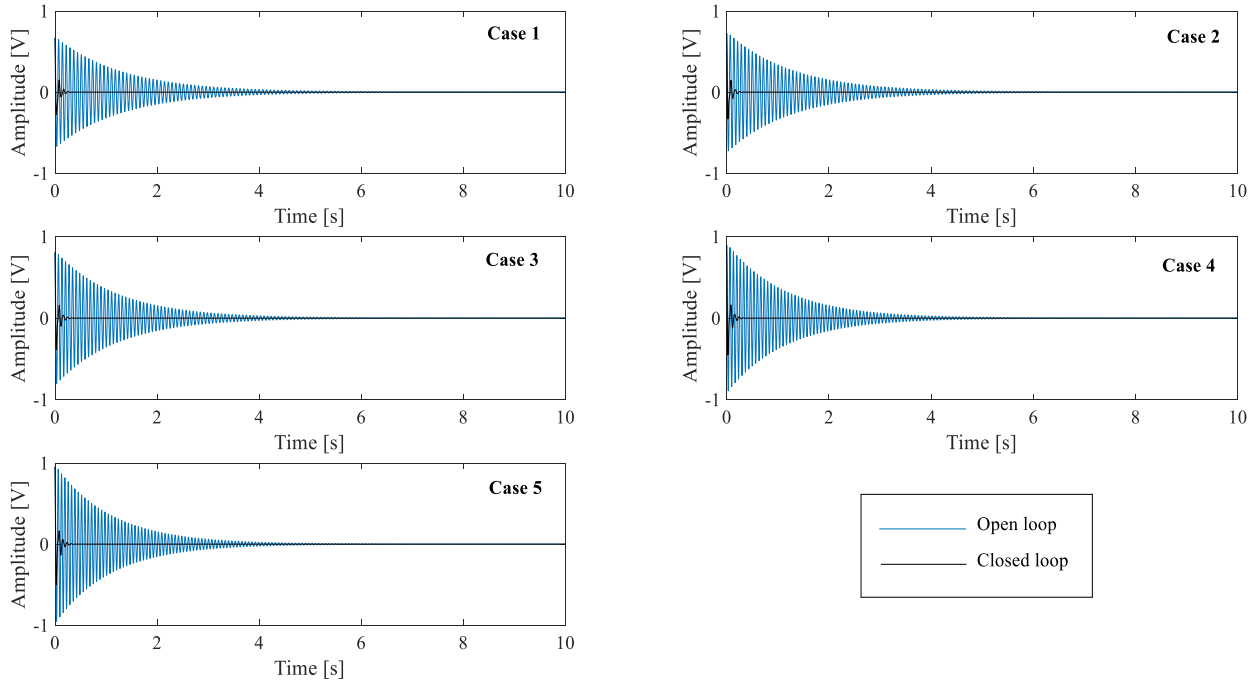 1
0
-1
Amplitude [V]
Case 1
0 2 4 6 8 10
Time [s]
1
0
-1
Amplitude [V]
Case 2
0 2 4 6 8 10
Time [s]
1
0
-1
Amplitude [V]
Case 3
0 2 4 6 8 10
Time [s]
1
0
-1
Amplitude [V]
Case 4
0 2 4 6 8 10
Time [s]
1
0
-1
Amplitude [V]
Case 5
0 2 4 6 8 10
Time [s]
Open loop
Closed loop